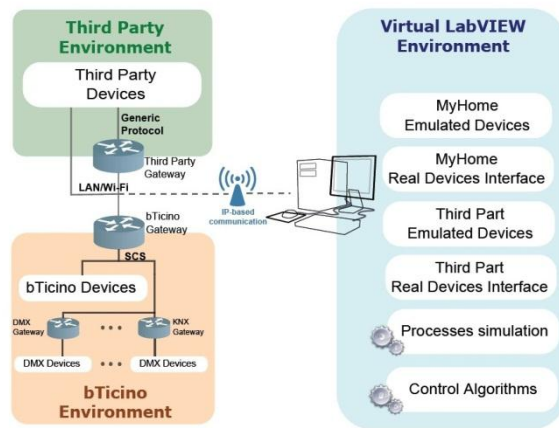 Third Party
Environment
Third Party
Devices
Generic
Protocol
Third Party
Gateway
LAN/Wi-Fi
IP-based
communication
bTicino
Gateway
SCS
bTicino Devices
DMX
Gateway
KNX
Gateway
DMX Devices
DMX Devices
bTicino
Environment
Virtual LabVIEW
Environment
MyHome
Emulated Devices
MyHome
Real Devices Interface
Third Part
Emulated Devices
Third Part
Real Devices Interface
Processes simulation
Control Algorithms